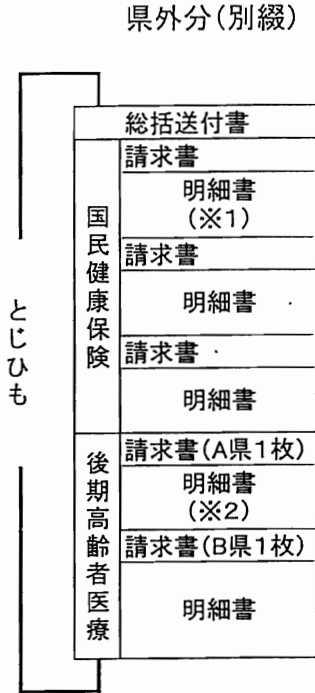 県外分(別綴)
とじひも
総括送付書
国民健康保険
請求書
明細書
(※1)
請求書
明細書
請求書
明細書
後期高齢者医療
請求書(A県1枚)
明細書
(※2)
請求書(B県1枚)
明細書